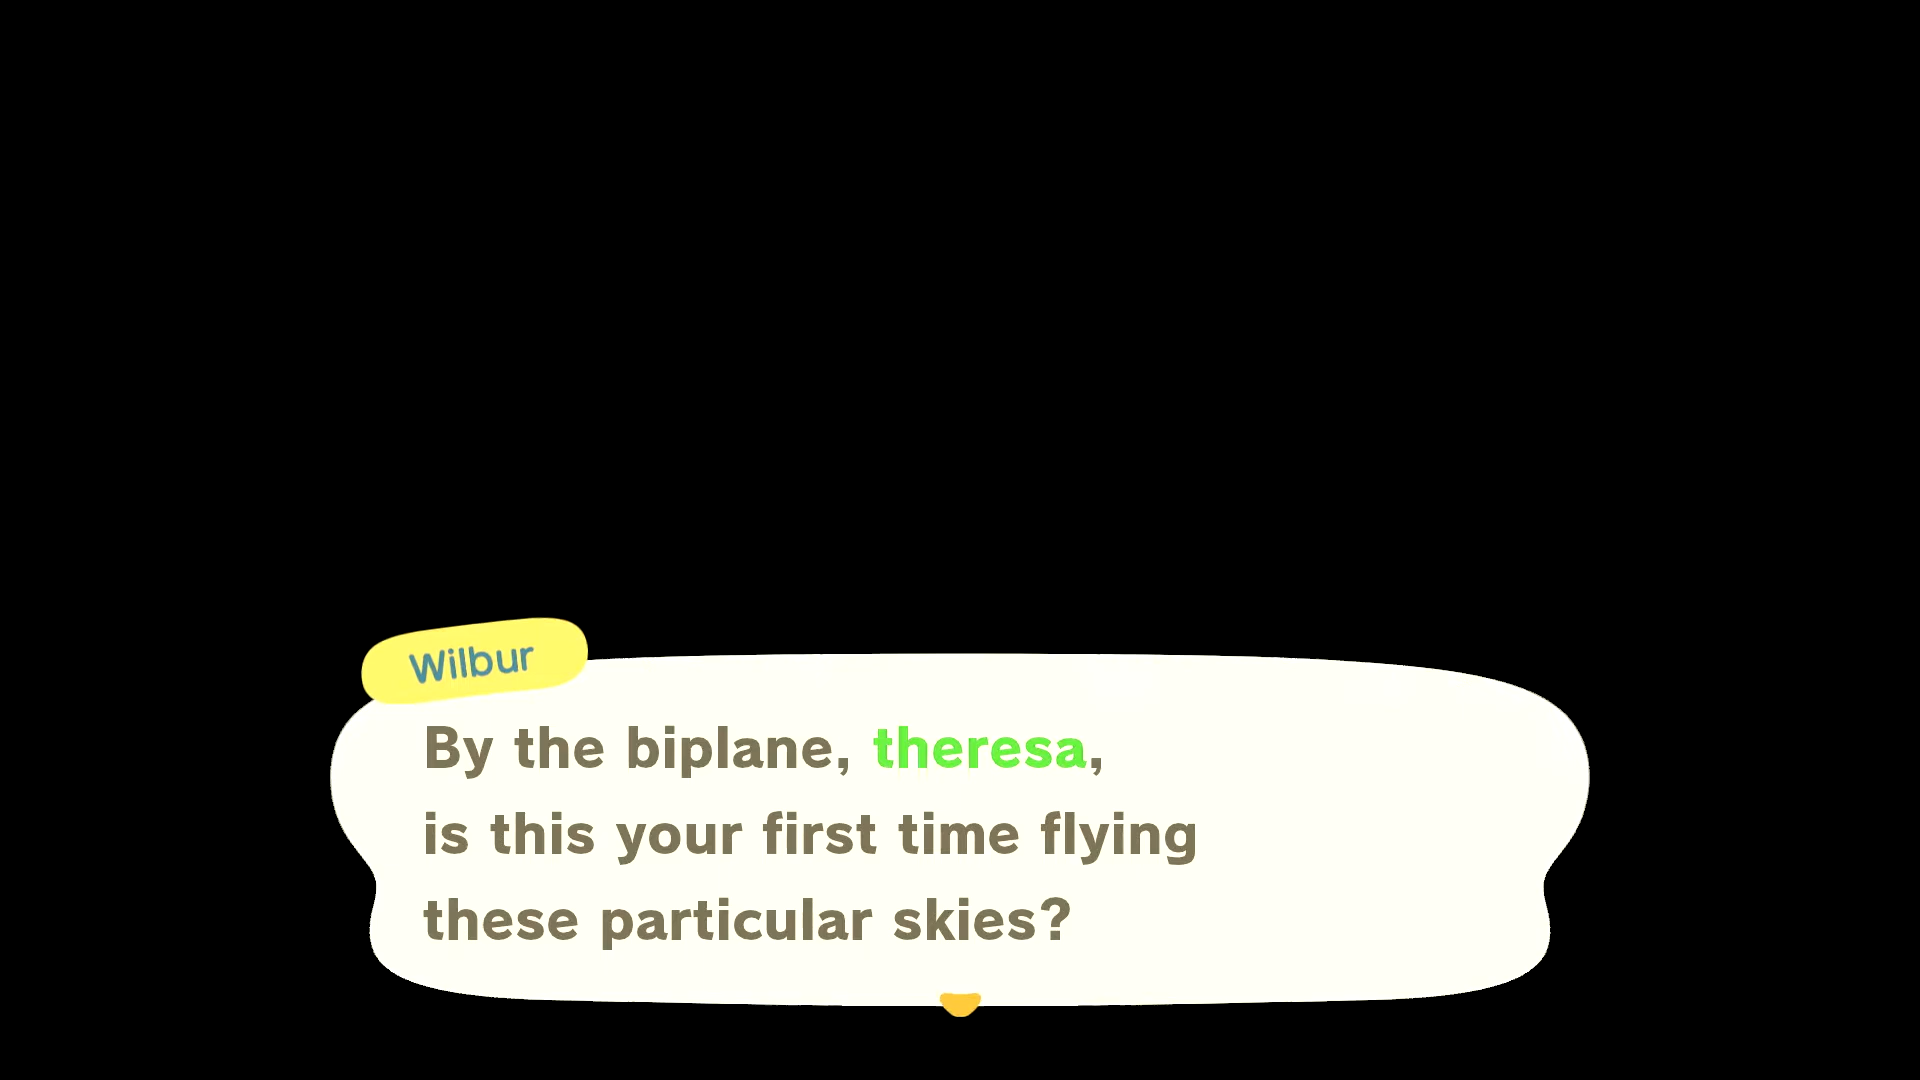 Wilbur
By the biplane, theresa,
is this your first time flying
these particular skies?